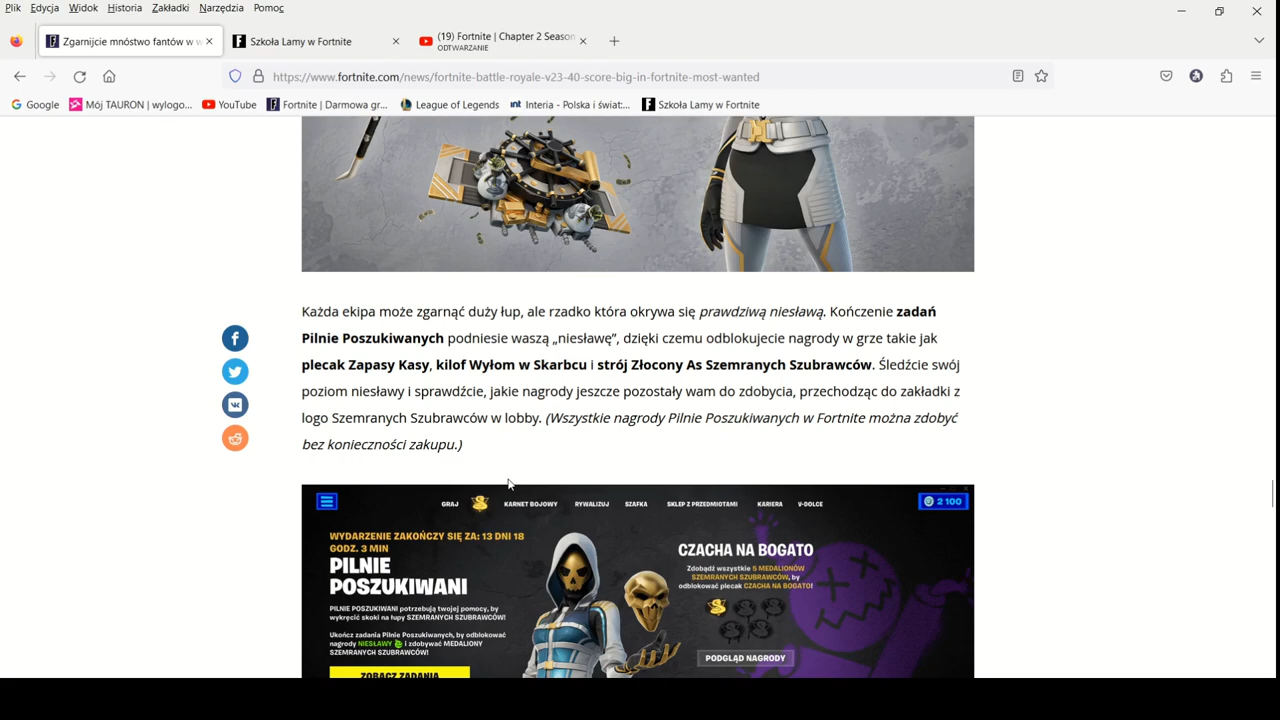 Plik Edycja Widok Historia Zakładki Narzędzia Pomoc
Zgarnijcie mnóstwo fantów w w
Szkoła Lamy w Fortnite
(19) Fortnite | Chapter 2 Season
ODTWARZANIE
https://www.fortnite.com/news/fortnite-battle-royale-v23-40-score-big-in-fortnite-most-wanted
Google Mój TAURON | wylogo... YouTube Fortnite | Darmowa gr... League of Legends int Interia - Polska i świat:... Szkoła Lamy w Fortnite
Każda ekipa może zgarnąć duży łup, ale rzadko która okrywa się prawdziwą niesławą. Kończenie zadań
Pilnie Poszukiwanych podniesie waszą „niesławę”, dzięki czemu odblokujecie nagrody w grze takie jak
plecak Zapasy Kasy, kilof Wyłom w Skarbcu i strój Złocony As Szemranych Szubrawców. Śledźcie swój
poziom niesławy i sprawdźcie, jakie nagrody jeszcze pozostały wam do zdobycia, przechodząc do zakładki z
logo Szemranych Szubrawców w lobby. (Wszystkie nagrody Pilnie Poszukiwanych w Fortnite można zdobyć
bez konieczności zakupu.)
GRAJ KARNET BOJOWY RYWALIZUJ SZAFKA SKLEP Z PRZEDMIOTAMI KARIERA V-DOLCE 2 100
WYDARZENIE ZAKOŃCZY SIĘ ZA: 13 DNI 18
GODZ. 3 MIN
PILNIE
POSZUKIWANI
PILNIE POSZUKIWANI potrzebują twojej pomocy, by
wykręcić skoki na łupy SZEMRANYCH SZUBRAWCÓW!
Ukończ zadania Pilnie Poszukiwanych, by odblokować
nagrody NIESŁAWY i zdobywać MEDALIONY
SZEMRANYCH SZUBRAWCÓW!
ZOBACZ ZADANIA
CZACHA NA BOGATO
Zdobądź wszystkie 5 MEDALIONÓW
SZEMRANYCH SZUBRAWCÓW, by
odblokować plecak CZACHA NA BOGATO!
PODGLĄD NAGRODY